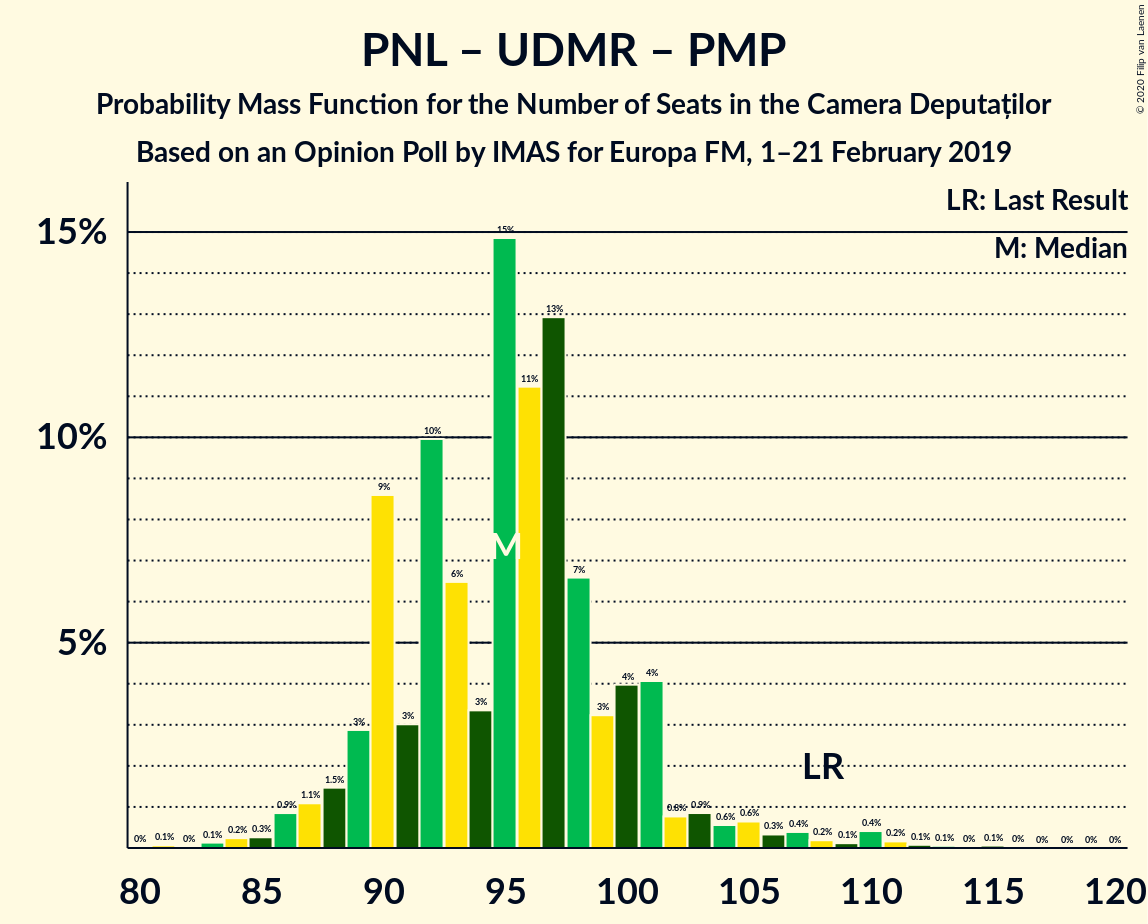 PNL – UDMR – PMP
Probability Mass Function for the Number of Seats in the Camera Deputaților
Based on an Opinion Poll by IMAS for Europa FM, 1–21 February 2019
© 2020 Filip van Laenen
LR: Last Result
M: Median
15%
10%
5%
0% 0.1% 0% 0.1% 0.2% 0.3% 0.9% 1.1% 1.5% 3% 9% 3% 10% 6% 3% 15% 11% 13% 7% 3% 4% 4% 0.8% 0.9% 0.6% 0.6% 0.3% 0.4% 0.2% 0.1% 0.4% 0.2% 0.1% 0.1% 0% 0.1% 0% 0% 0% 0% 0%
M
LR
80 85 90 95 100 105 110 115 120